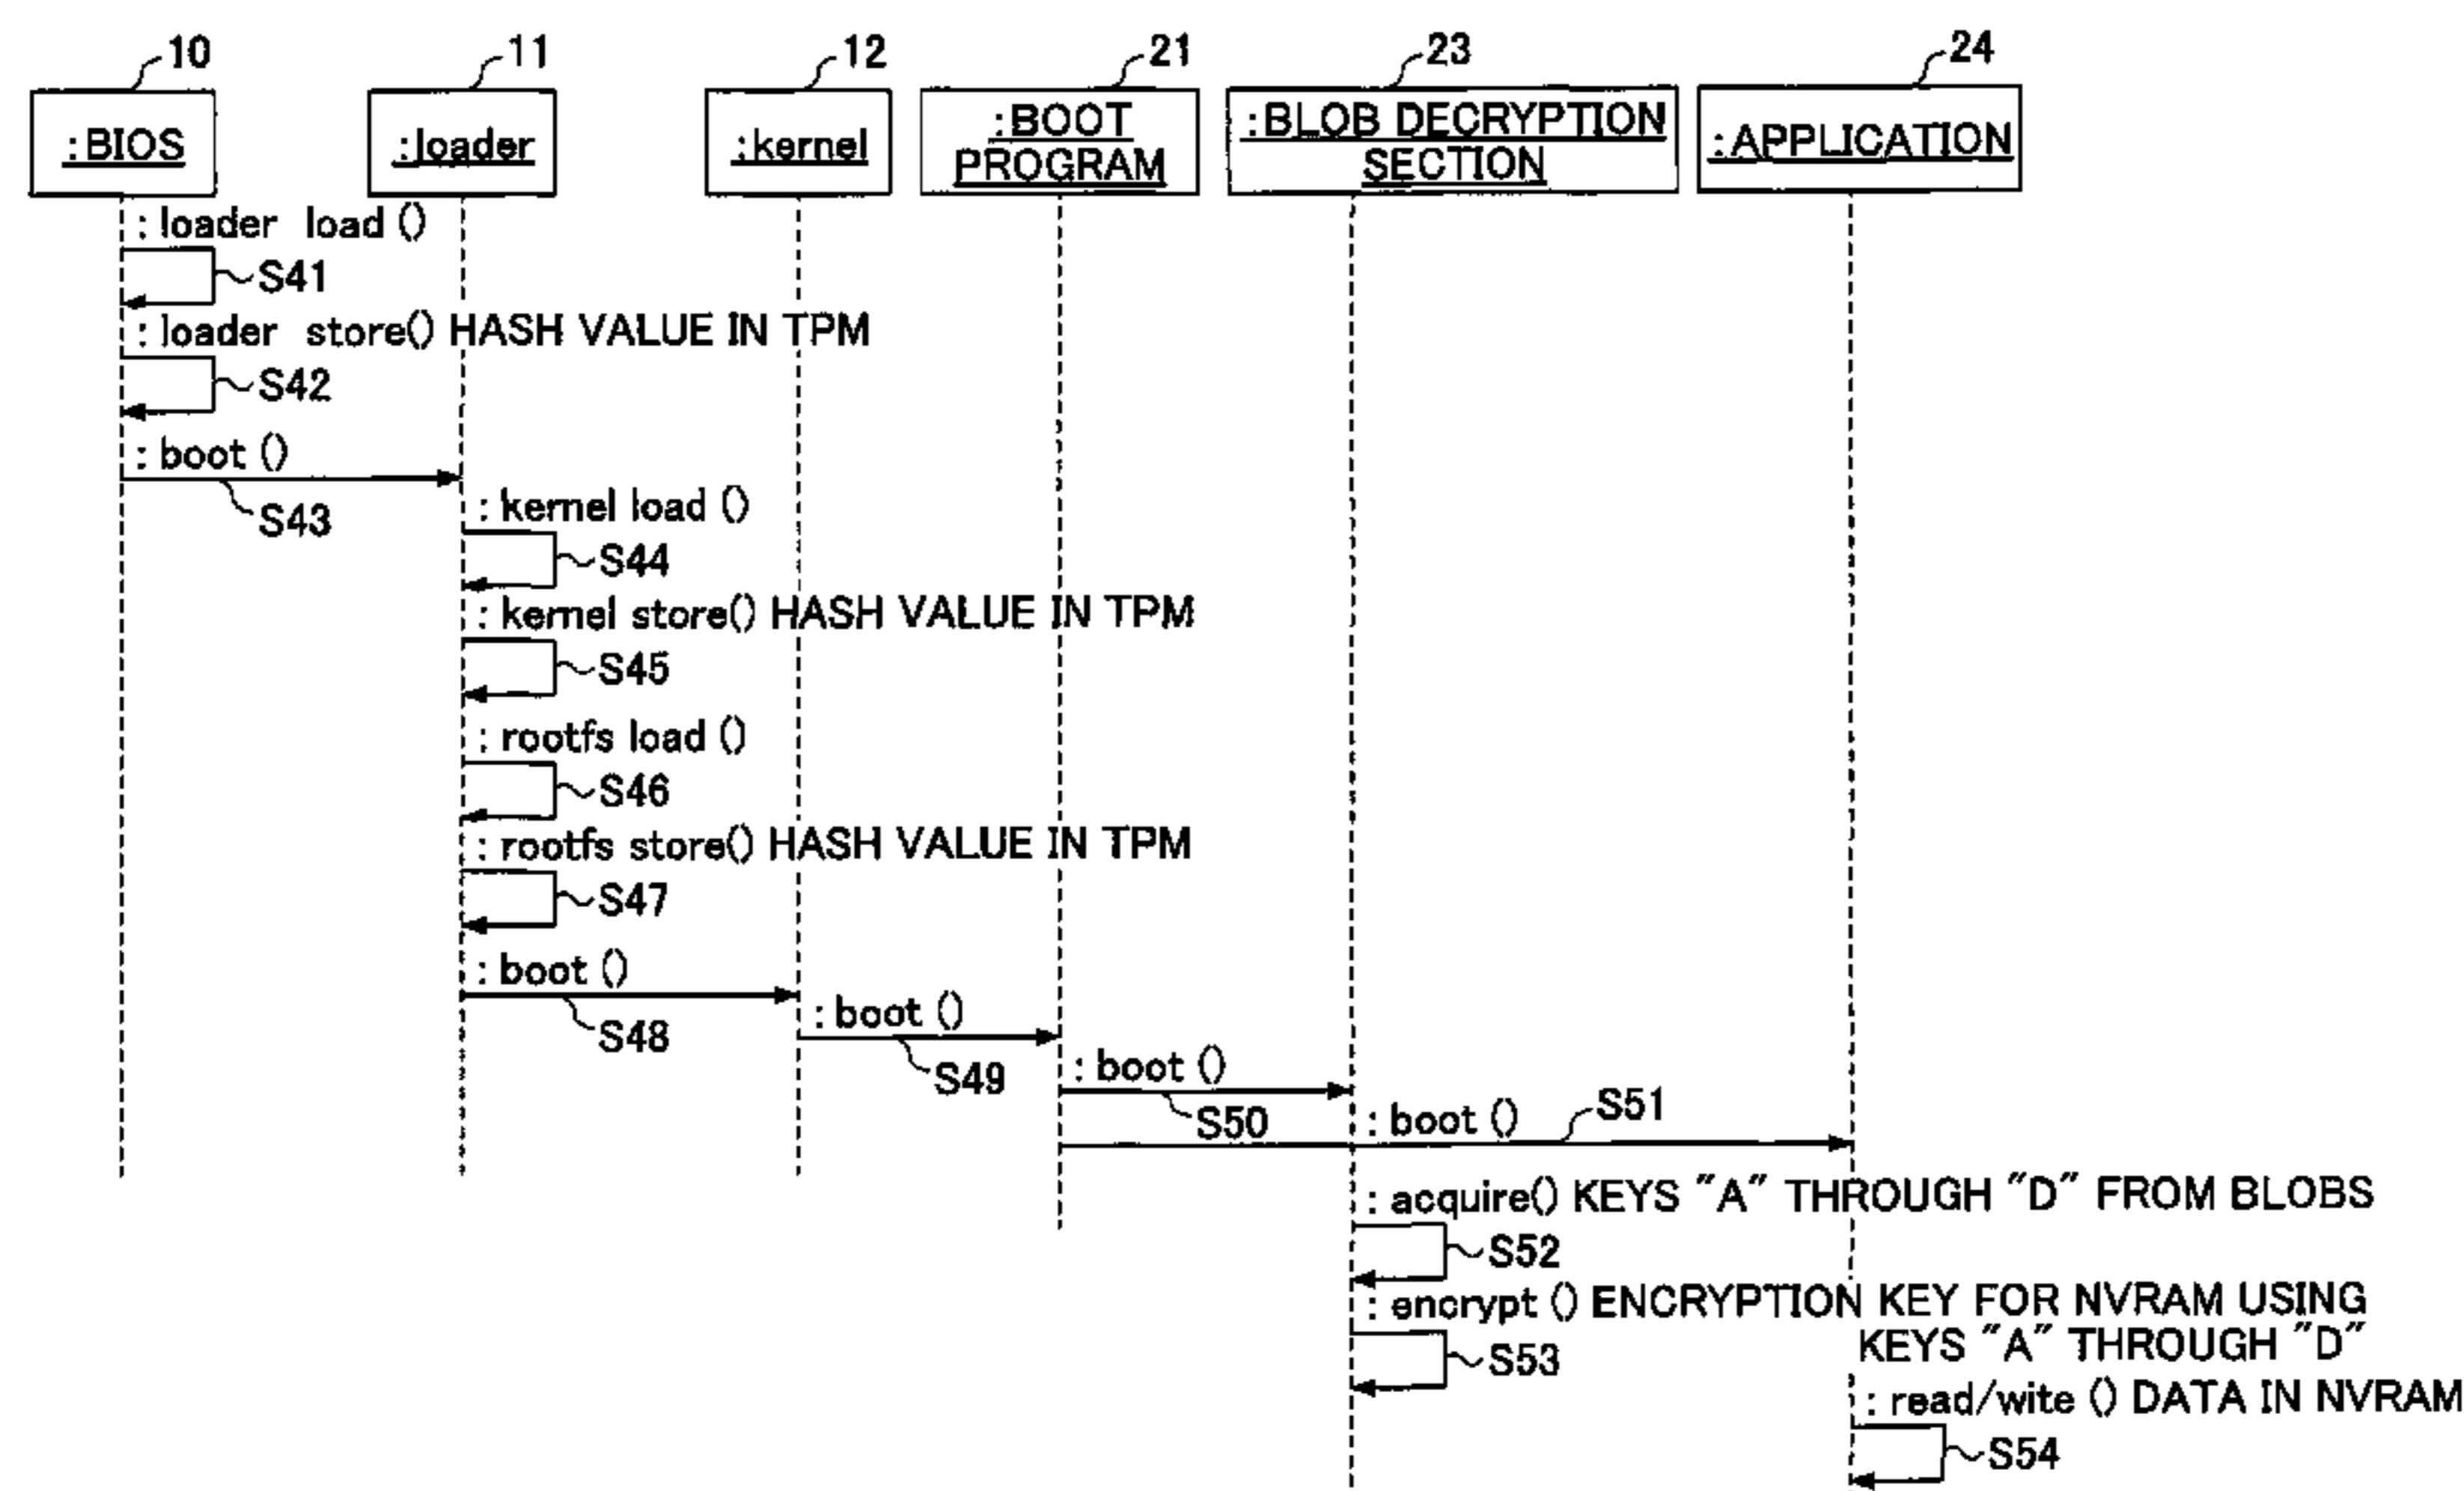 10
11
12
21
23
24
:BIOS
:loader
:kernel
:BOOT
PROGRAM
:BLOB DECRYPTION
SECTION
:APPLICATION
: loader load ()
S41
: loader store() HASH VALUE IN TPM
S42
: boot ()
S43
: kernel load ()
S44
: kernel store() HASH VALUE IN TPM
S45
: rootfs load ()
S46
: rootfs store() HASH VALUE IN TPM
S47
: boot ()
S48
: boot ()
S49
: boot ()
S50
: boot ()
S51
: acquire() KEYS "A" THROUGH "D" FROM BLOBS
S52
: encrypt () ENCRYPTION KEY FOR NVRAM USING
KEYS "A" THROUGH "D"
S53
: read/wite () DATA IN NVRAM
S54